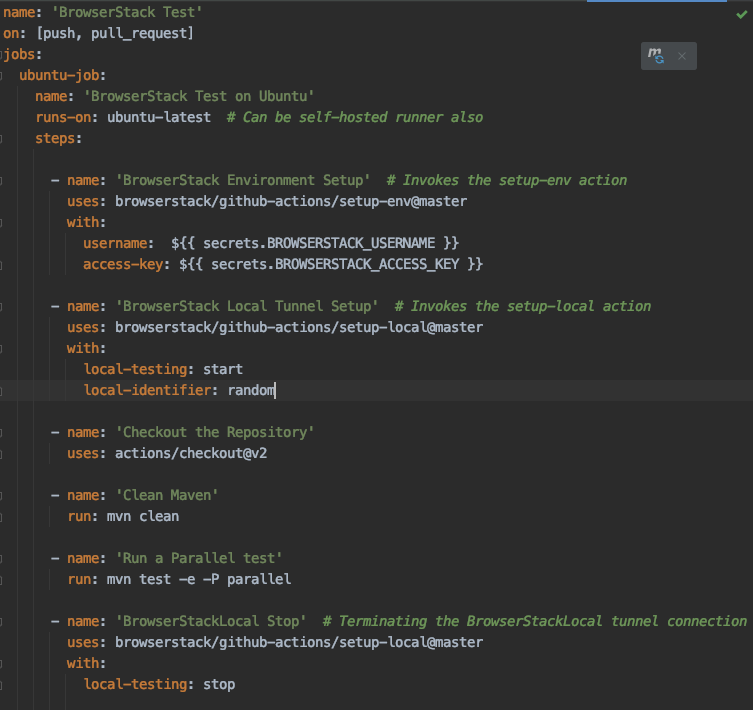 name: 'BrowserStack Test'
on: [push, pull_request]
jobs:
  ubuntu-job:
    name: 'BrowserStack Test on Ubuntu'
    runs-on: ubuntu-latest  # Can be self-hosted runner also
    steps:

      - name: 'BrowserStack Environment Setup'  # Invokes the setup-env action
        uses: browserstack/github-actions/setup-env@master
        with:
          username:  ${{ secrets.BROWSERSTACK_USERNAME }}
          access-key: ${{ secrets.BROWSERSTACK_ACCESS_KEY }}

      - name: 'BrowserStack Local Tunnel Setup'  # Invokes the setup-local action
        uses: browserstack/github-actions/setup-local@master
        with:
          local-testing: start
          local-identifier: random

      - name: 'Checkout the Repository'
        uses: actions/checkout@v2

      - name: 'Clean Maven'
        run: mvn clean

      - name: 'Run a Parallel test'
        run: mvn test -e -P parallel

      - name: 'BrowserStackLocal Stop'  # Terminating the BrowserStackLocal tunnel connection
        uses: browserstack/github-actions/setup-local@master
        with:
          local-testing: stop